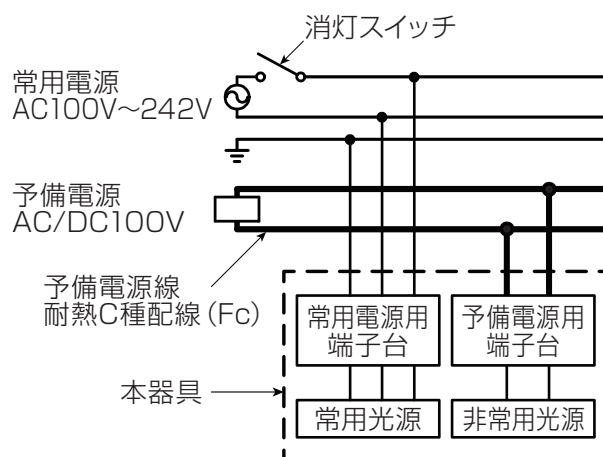 消灯スイッチ
常用電源
AC100V～242V
予備電源
AC/DC100V
予備電源線
耐熱C種配線（Fc）
常用電源用
端子台
予備電源用
端子台
本器具
常用光源
非常用光源